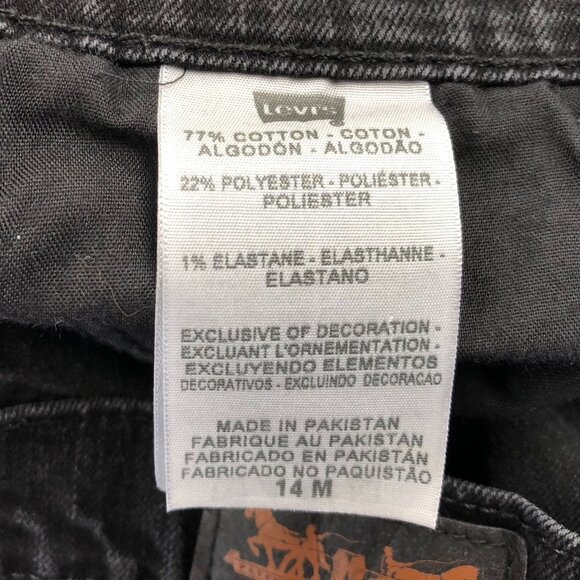 Levi's
77% COTTON - COTON -
ALGODÓN - ALGODÃO
22% POLYESTER - POLIÉSTER -
POLIESTER
1% ELASTANE - ELASTHANNE -
ELASTANO
EXCLUSIVE OF DECORATION -
EXCLUANT L'ORNEMENTATION -
EXCLUYENDO ELEMENTOS
DECORATIVOS - EXCLUINDO DECORACAO
MADE IN PAKISTAN
FABRIQUE AU PAKISTAN
FABRICADO EN PAKISTÁN
FABRICADO NO PAQUISTÃO
14 M